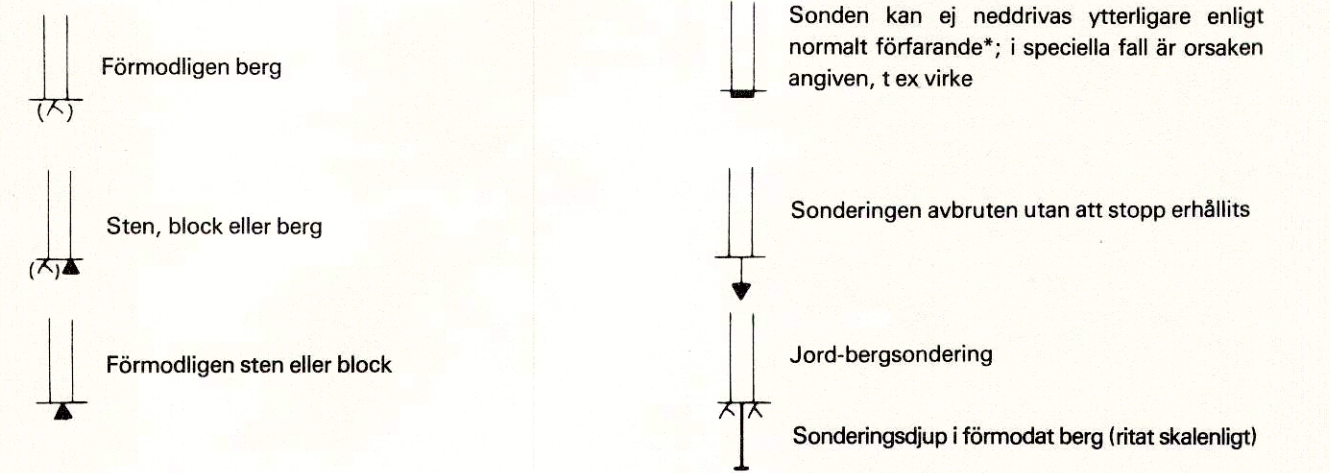 Förmodligen berg
Sten, block eller berg
Förmodligen sten eller block
Sonden kan ej neddrivas ytterligare enligt
normalt förfarande*; i speciella fall är orsaken
angiven, t ex virke
Sonderingen avbruten utan att stopp erhållits
Jord-bergsondering
Sonderingsdjup i förmodat berg (ritat skalenligt)